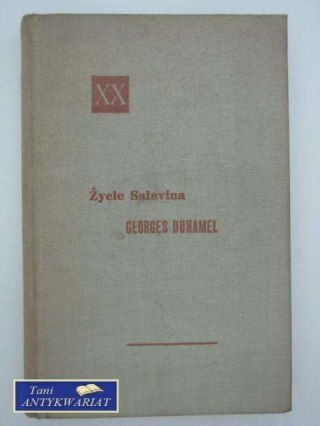 XX
Życie Salavina
GEORGES DUHAMEL
Tani
ANTYKWARIAT